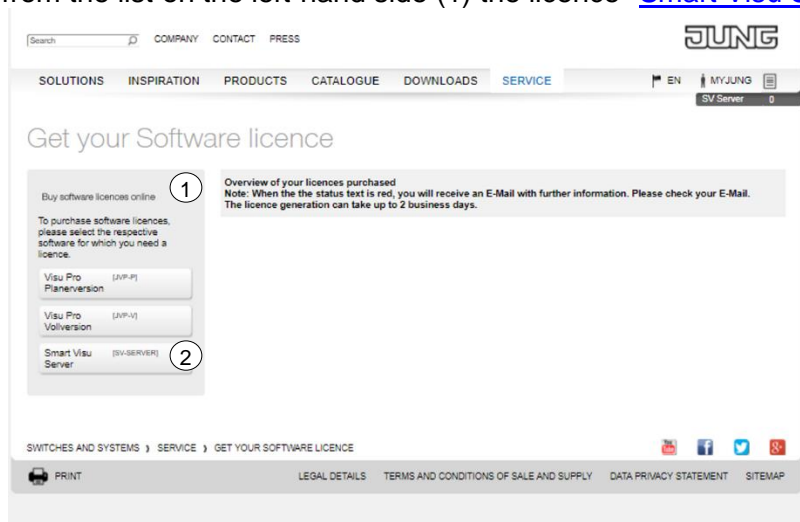 from the list on the left-hand side (1) the licence "Smart Visu S
Search COMPANY CONTACT PRESS
JUNG
SOLUTIONS INSPIRATION PRODUCTS CATALOGUE DOWNLOADS SERVICE EN MYJUNG
SV Server 0
Get your Software licence
Buy software licences online
1
To purchase software licences,
please select the respective
software for which you need a
licence.
Visu Pro [JVP-P]
Planerversion
Visu Pro [JVP-V]
Vollversion
Smart Visu [SV-SERVER]
Server
2
Overview of your licences purchased
Note: When the the status text is red, you will receive an E-Mail with further information. Please check your E-Mail.
The licence generation can take up to 2 business days.
SWITCHES AND SYSTEMS SERVICE GET YOUR SOFTWARE LICENCE
You Tube f 8+
PRINT LEGAL DETAILS TERMS AND CONDITIONS OF SALE AND SUPPLY DATA PRIVACY STATEMENT SITEMAP